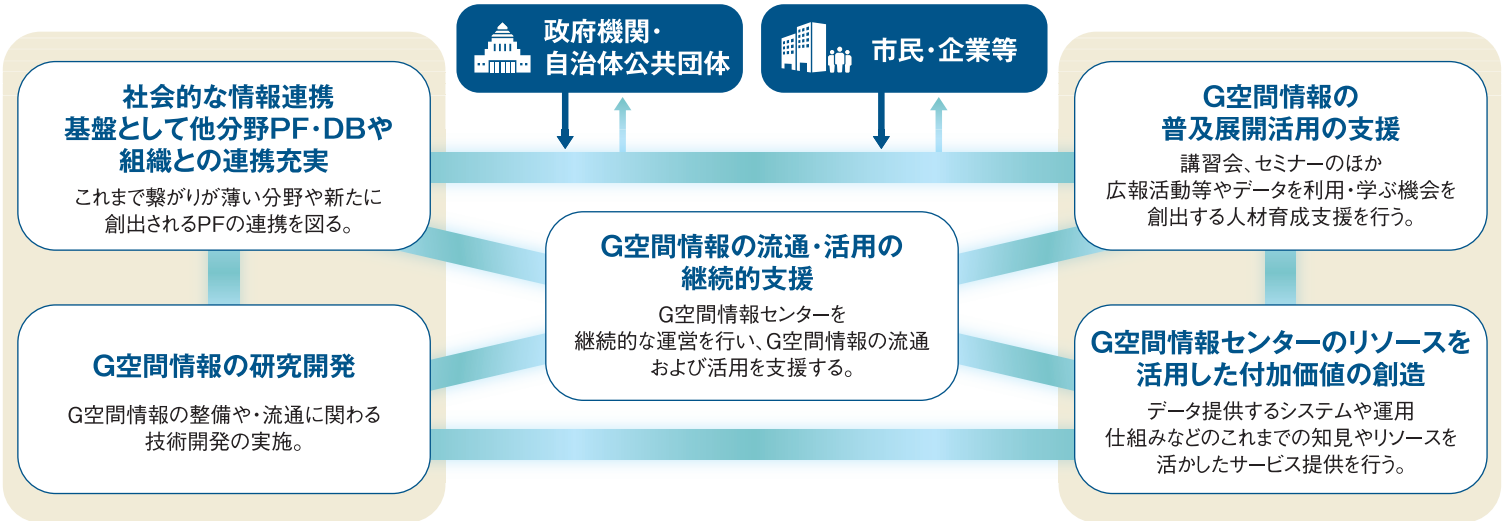 政府機関・
自治体公共団体
市民・企業等
社会的な情報連携
基盤として他分野PF・DBや
組織との連携充実
これまで繋がりが薄い分野や新たに
創出されるPFの連携を図る。
G空間情報の
普及展開活用の支援
講習会、セミナーのほか
広報活動等やデータを利用・学ぶ機会を
創出する人材育成支援を行う。
G空間情報の流通・活用の
継続的支援
G空間情報センターを
継続的な運営を行い、G空間情報の流通
および活用を支援する。
G空間情報の研究開発
G空間情報の整備や・流通に関わる
技術開発の実施。
G空間情報センターのリソースを
活用した付加価値の創造
データ提供するシステムや運用
仕組みなどのこれまでの知見やリソースを
活かしたサービス提供を行う。